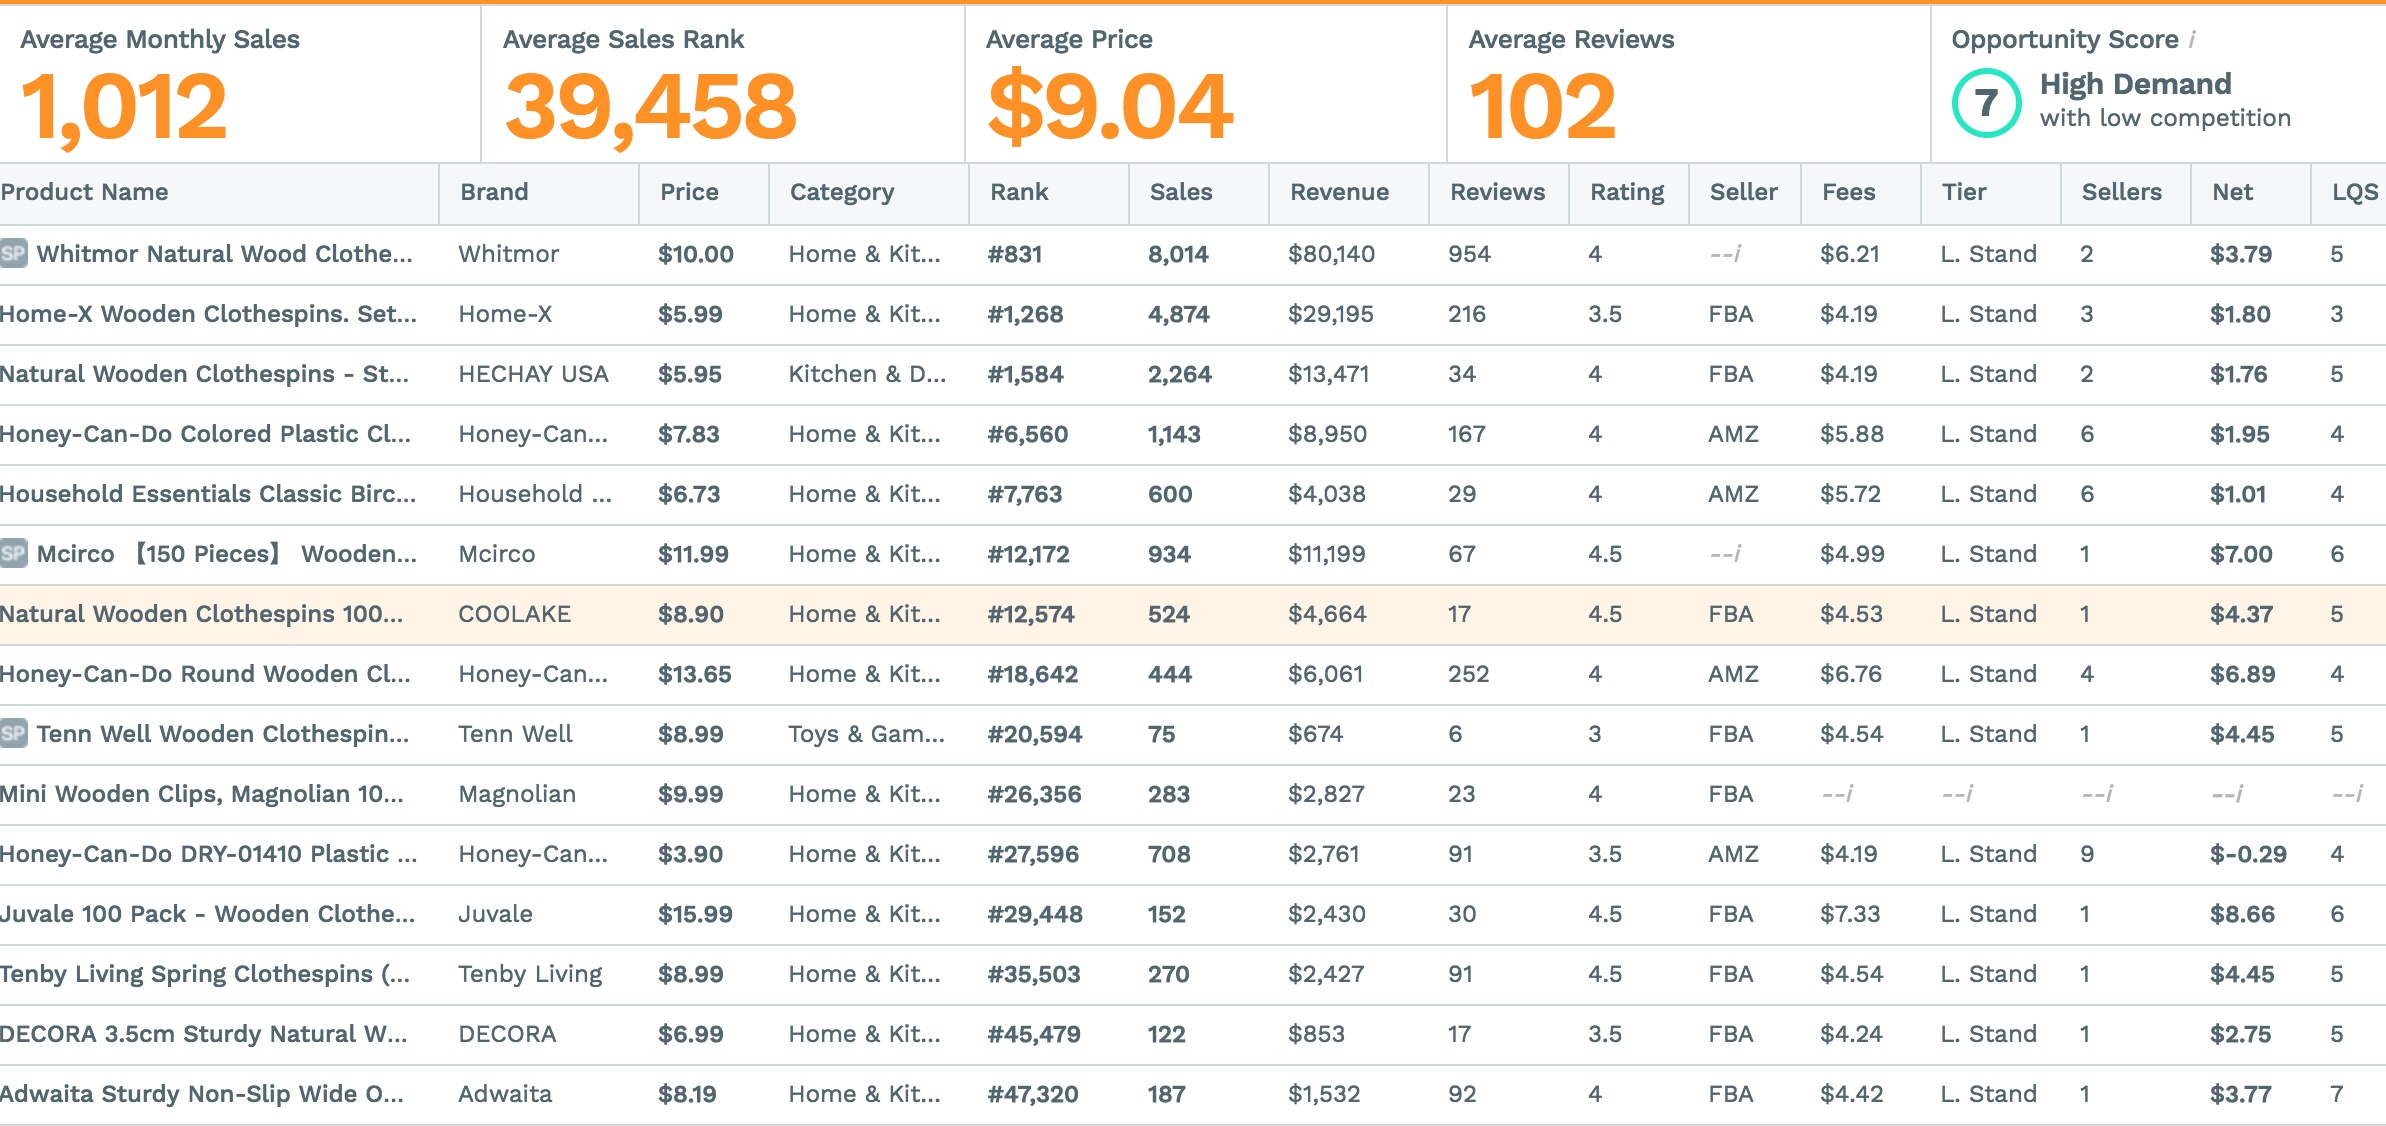 Average Monthly Sales Average Sales Rank Average Price Average Reviews Opportunity Score i
1,012 39,458 $9.04 102 7 High Demand
with low competition
Product Name Brand Price Category Rank Sales Revenue Reviews Rating Seller Fees Tier Sellers Net LQS
SP Whitmor Natural Wood Clothe... Whitmor $10.00 Home & Kit... #831 8,014 $80,140 954 4 --i $6.21 L. Stand 2 $3.79 5
Home-X Wooden Clothespins. Set... Home-X $5.99 Home & Kit... #1,268 4,874 $29,195 216 3.5 FBA $4.19 L. Stand 3 $1.80 3
Natural Wooden Clothespins - St... HECHAY USA $5.95 Kitchen & D... #1,584 2,264 $13,471 34 4 FBA $4.19 L. Stand 2 $1.76 5
Honey-Can-Do Colored Plastic Cl... Honey-Can... $7.83 Home & Kit... #6,560 1,143 $8,950 167 4 AMZ $5.88 L. Stand 6 $1.95 4
Household Essentials Classic Birc... Household ... $6.73 Home & Kit... #7,763 600 $4,038 29 4 AMZ $5.72 L. Stand 6 $1.01 4
SP Mcirco 【150 Pieces】 Wooden... Mcirco $11.99 Home & Kit... #12,172 934 $11,199 67 4.5 --i $4.99 L. Stand 1 $7.00 6
Natural Wooden Clothespins 100... COOLAKE $8.90 Home & Kit... #12,574 524 $4,664 17 4.5 FBA $4.53 L. Stand 1 $4.37 5
Honey-Can-Do Round Wooden Cl... Honey-Can... $13.65 Home & Kit... #18,642 444 $6,061 252 4 AMZ $6.76 L. Stand 4 $6.89 4
SP Tenn Well Wooden Clothespin... Tenn Well $8.99 Toys & Gam... #20,594 75 $674 6 3 FBA $4.54 L. Stand 1 $4.45 5
Mini Wooden Clips, Magnolian 10... Magnolian $9.99 Home & Kit... #26,356 283 $2,827 23 4 FBA --i --i --i --i --i
Honey-Can-Do DRY-01410 Plastic ... Honey-Can... $3.90 Home & Kit... #27,596 708 $2,761 91 3.5 AMZ $4.19 L. Stand 9 $-0.29 4
Juvale 100 Pack - Wooden Clothe... Juvale $15.99 Home & Kit... #29,448 152 $2,430 30 4.5 FBA $7.33 L. Stand 1 $8.66 6
Tenby Living Spring Clothespins (... Tenby Living $8.99 Home & Kit... #35,503 270 $2,427 91 4.5 FBA $4.54 L. Stand 1 $4.45 5
DECORA 3.5cm Sturdy Natural W... DECORA $6.99 Home & Kit... #45,479 122 $853 17 3.5 FBA $4.24 L. Stand 1 $2.75 5
Adwaita Sturdy Non-Slip Wide O... Adwaita $8.19 Home & Kit... #47,320 187 $1,532 92 4 FBA $4.42 L. Stand 1 $3.77 7